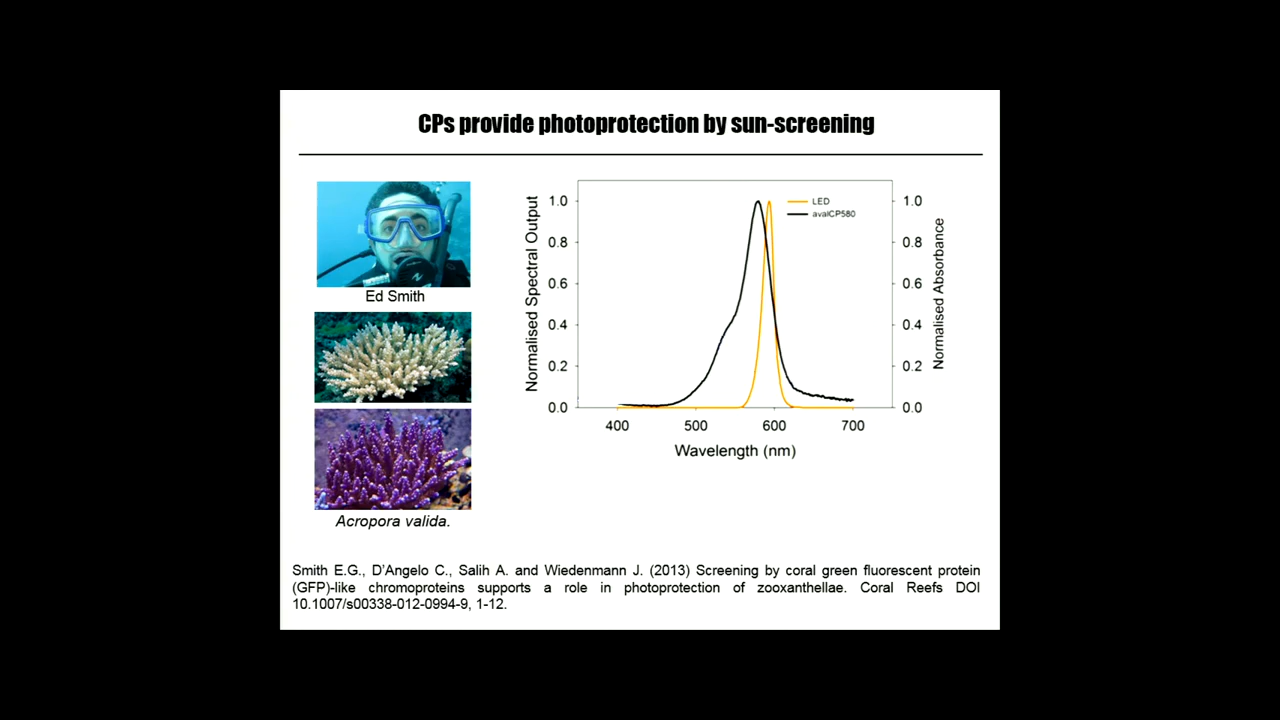 CPs provide photoprotection by sun-screening
Ed Smith
Acropora valida.
Normalised Spectral Output
1.0
0.8
0.6
0.4
0.2
0.0
LED
avalCP580
1.0
0.8
0.6
0.4
0.2
0.0
Normalised Absorbance
400 500 600 700
Wavelength (nm)
Smith E.G., D'Angelo C., Salih A. and Wiedenmann J. (2013) Screening by coral green fluorescent protein
(GFP)-like chromoproteins supports a role in photoprotection of zooxanthellae. Coral Reefs DOI
10.1007/s00338-012-0994-9, 1-12.